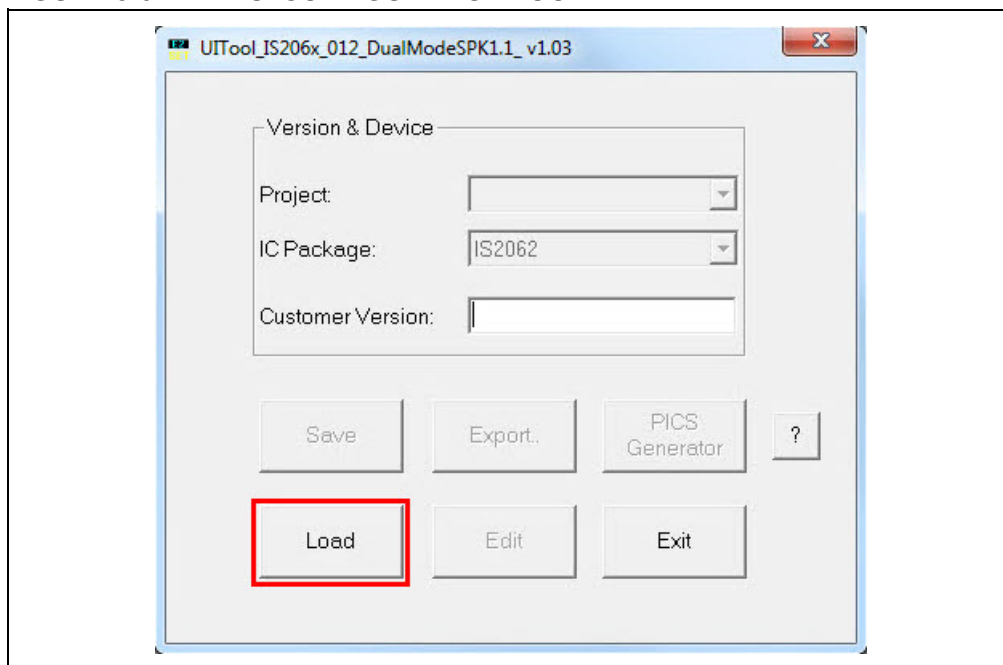 UITool_IS206x_012_DualModeSPK1.1_ v1.03
Version & Device
Project:
IC Package: IS2062
Customer Version:
Save Export.. PICS Generator ?
Load Edit Exit